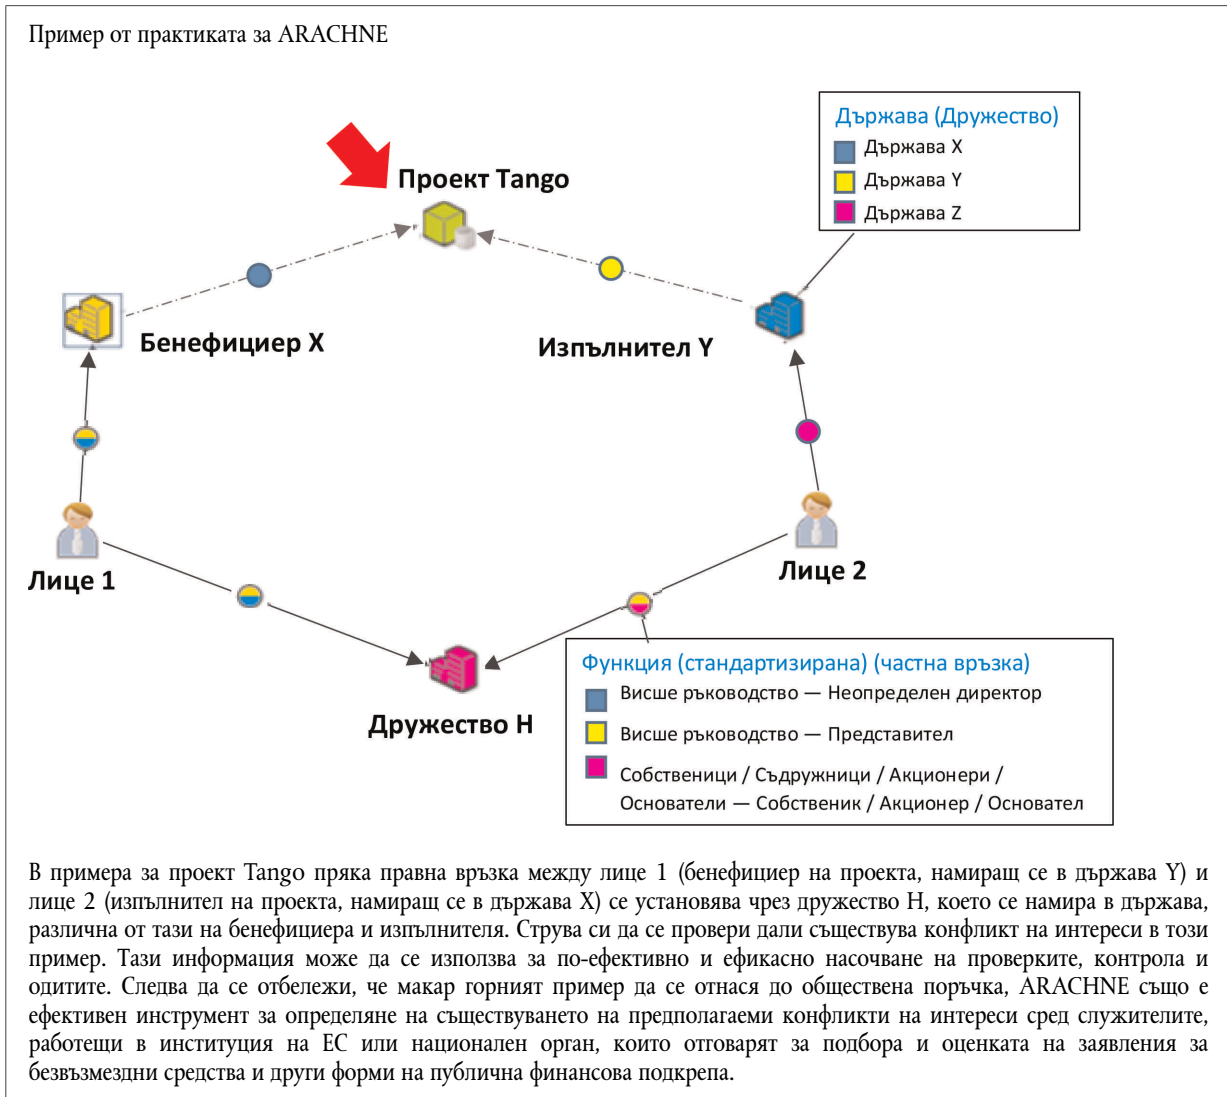 Пример от практиката за ARACHNE
Държава (Дружество)
Държава X
Държава Y
Държава Z
Проект Tango
Бенефициер X
Изпълнител Y
Лице 1
Лице 2
Дружество H
Функция (стандартизирана) (частна връзка)
Висше ръководство — Неопределен директор
Висше ръководство — Представител
Собственици / Съдружници / Акционери /
Основатели — Собственик / Акционер / Основател
В примера за проект Tango пряка правна връзка между лице 1 (бенефициер на проекта, намиращ се в държава Y) и
лице 2 (изпълнител на проекта, намиращ се в държава X) се установява чрез дружество H, което се намира в държава,
различна от тази на бенефициера и изпълнителя. Струва си да се провери дали съществува конфликт на интереси в този
пример. Тази информация може да се използва за по-ефективно и ефикасно насочване на проверките, контрола и
одитите. Следва да се отбележи, че макар горният пример да се отнася до обществена поръчка, ARACHNE също е
ефективен инструмент за определяне на съществуването на предполагаеми конфликти на интереси сред служителите,
работещи в институция на ЕС или национален орган, които отговарят за подбора и оценката на заявления за
безвъзмездни средства и други форми на публична финансова подкрепа.